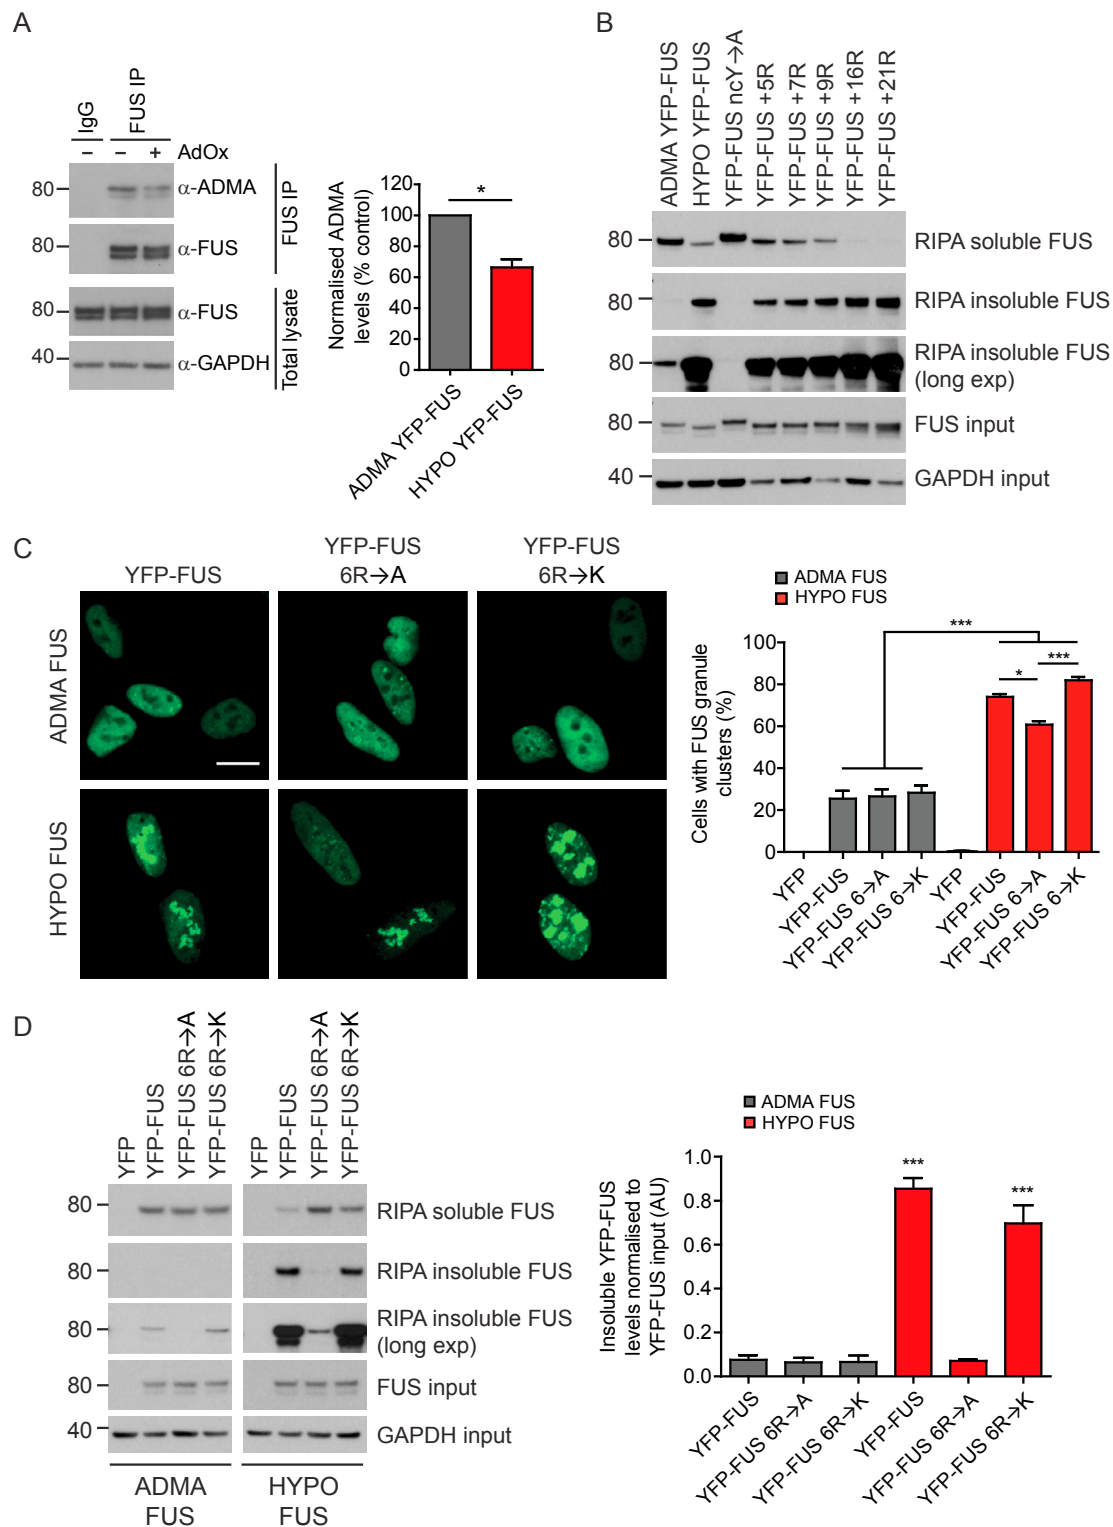 A
IgG
FUS IP
– – + AdOx
80
α-ADMA
80
α-FUS
FUS IP
80
α-FUS
40
α-GAPDH
Total lysate
Normalised ADMA
levels (% control)
120
100
80
60
40
20
0
*
ADMA YFP-FUS
HYPO YFP-FUS
B
ADMA YFP-FUS
HYPO YFP-FUS
YFP-FUS ncY→A
YFP-FUS +5R
YFP-FUS +7R
YFP-FUS +9R
YFP-FUS +16R
YFP-FUS +21R
80
RIPA soluble FUS
80
RIPA insoluble FUS
80
RIPA insoluble FUS
(long exp)
80
FUS input
40
GAPDH input
C
YFP-FUS
YFP-FUS
6R→A
YFP-FUS
6R→K
ADMA FUS
HYPO FUS
ADMA FUS
HYPO FUS
Cells with FUS granule
clusters (%)
100
80
60
40
20
0
***
*
***
YFP
YFP-FUS
YFP-FUS 6→A
YFP-FUS 6→K
YFP
YFP-FUS
YFP-FUS 6→A
YFP-FUS 6→K
D
YFP
YFP-FUS
YFP-FUS 6R→A
YFP-FUS 6R→K
YFP
YFP-FUS
YFP-FUS 6R→A
YFP-FUS 6R→K
80
RIPA soluble FUS
80
RIPA insoluble FUS
80
RIPA insoluble FUS
(long exp)
80
FUS input
40
GAPDH input
ADMA
FUS
HYPO
FUS
ADMA FUS
HYPO FUS
Insoluble YFP-FUS
levels normalised to
YFP-FUS input (AU)
1.0
0.8
0.6
0.4
0.2
0.0
***
***
YFP-FUS
YFP-FUS 6R→A
YFP-FUS 6R→K
YFP-FUS
YFP-FUS 6R→A
YFP-FUS 6R→K